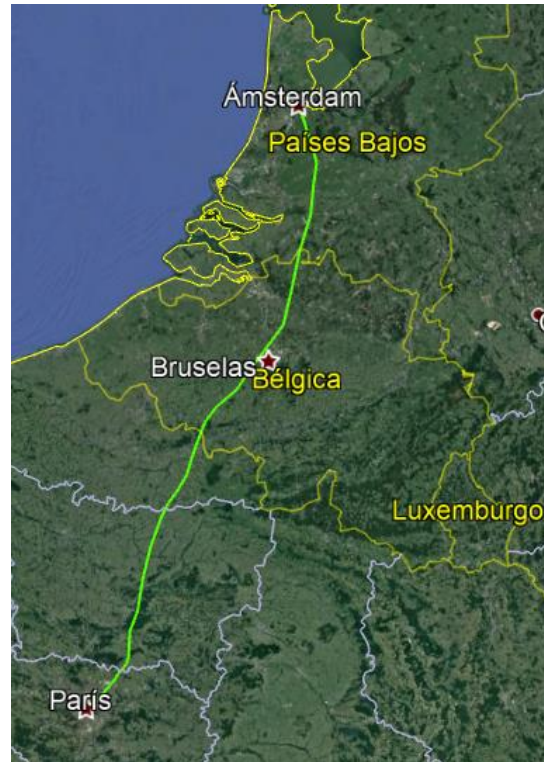 Ámsterdam
Países Bajos
Bruselas
Bélgica
Luxemburgo
París